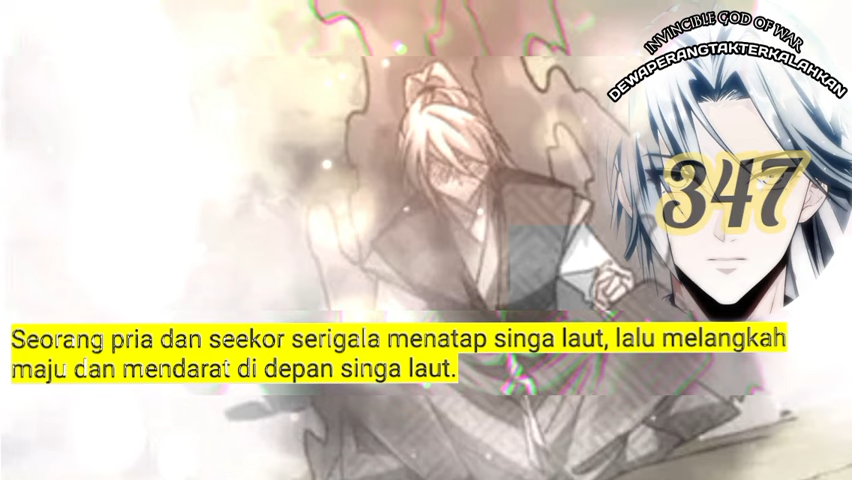 INVINCIBLE GOD OF WAR
DEWAPERANGTAKTERKALAHKAN
347
Seorang pria dan seekor serigala menatap singa laut, lalu melangkah
maju dan mendarat di depan singa laut.